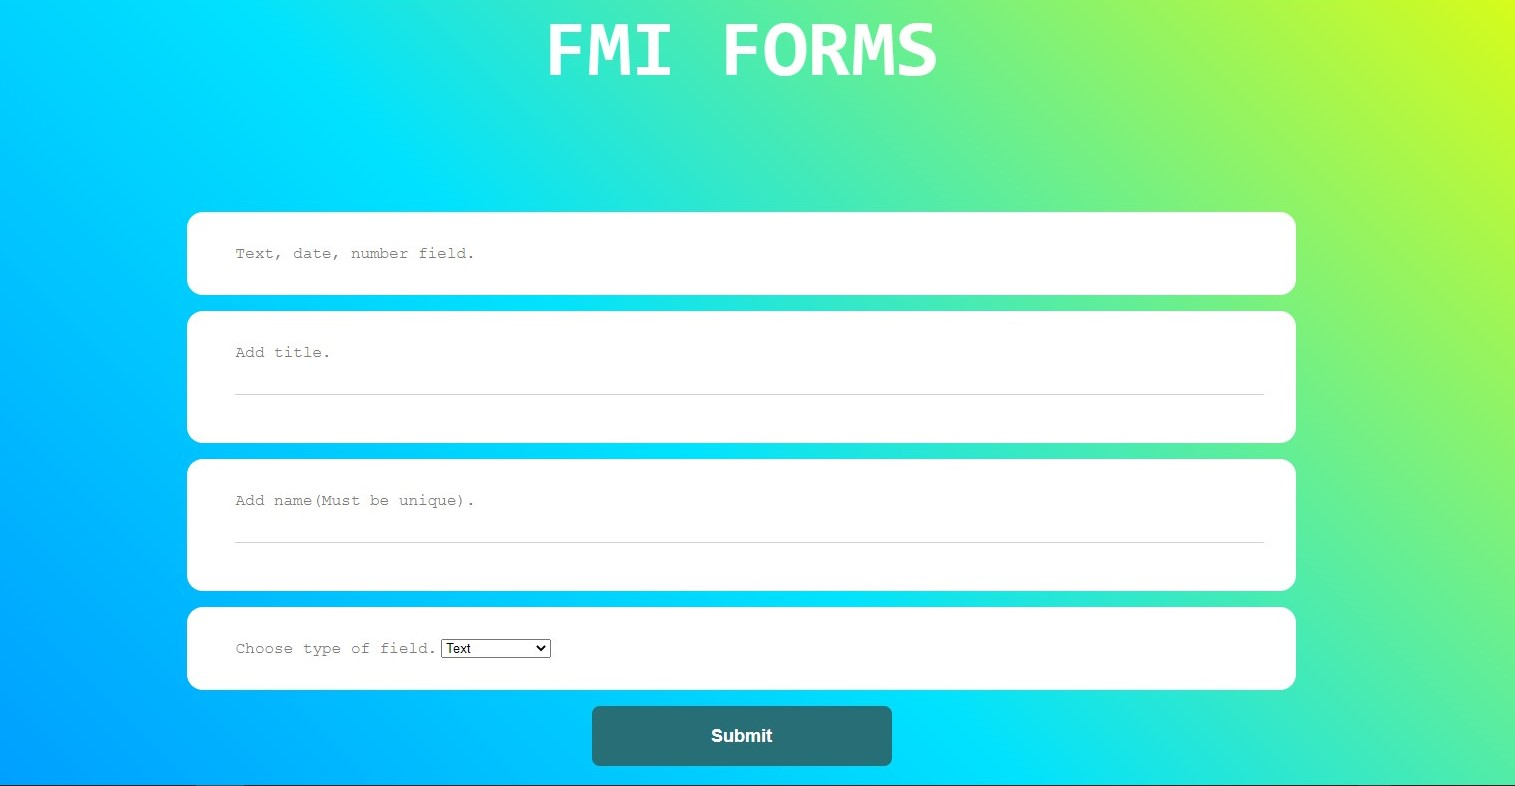 FMI FORMS
Text, date, number field.
Add title.
Add name(Must be unique).
Choose type of field. Text
Submit